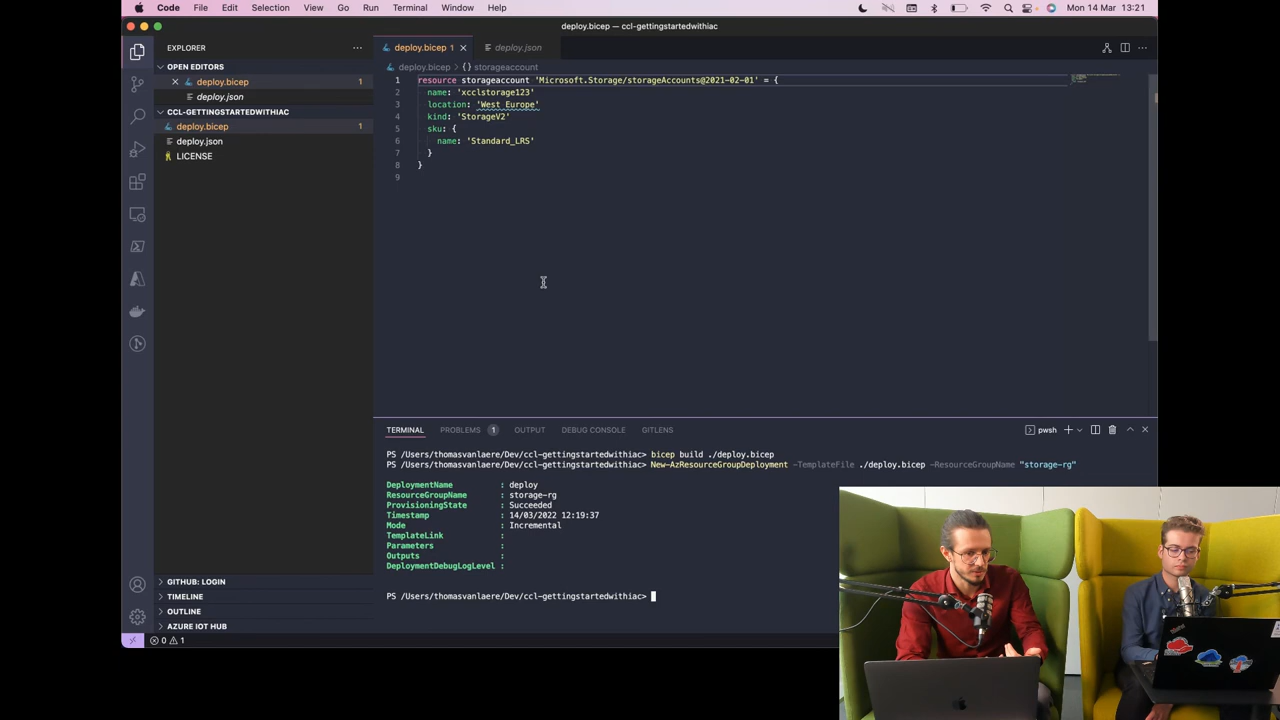 Code File Edit Selection View Go Run Terminal Window Help Mon 14 Mar 13:21
deploy.bicep — ccl-gettingstartedwithiac
EXPLORER
deploy.bicep 1
deploy.json
OPEN EDITORS
deploy.bicep > {} storageaccount
deploy.bicep 1
deploy.json
CCL-GETTINGSTARTEDWITHIAC
deploy.bicep 1
deploy.json
LICENSE
1 resource storageaccount 'Microsoft.Storage/storageAccounts@2021-02-01' = {
2 name: 'xcclstorage123'
3 location: 'West Europe'
4 kind: 'StorageV2'
5 sku: {
6 name: 'Standard_LRS'
7 }
8 }
9
TERMINAL PROBLEMS 1 OUTPUT DEBUG CONSOLE GITLENS pwsh
PS /Users/thomasvanlaere/Dev/ccl-gettingstartedwithiac> bicep build ./deploy.bicep
PS /Users/thomasvanlaere/Dev/ccl-gettingstartedwithiac> New-AzResourceGroupDeployment -TemplateFile ./deploy.bicep -ResourceGroupName "storage-rg"
DeploymentName : deploy
ResourceGroupName : storage-rg
ProvisioningState : Succeeded
Timestamp : 14/03/2022 12:19:37
Mode : Incremental
TemplateLink :
Parameters :
Outputs :
DeploymentDebugLogLevel :
PS /Users/thomasvanlaere/Dev/ccl-gettingstartedwithiac>
GITHUB: LOGIN
TIMELINE
OUTLINE
AZURE IOT HUB
0 1